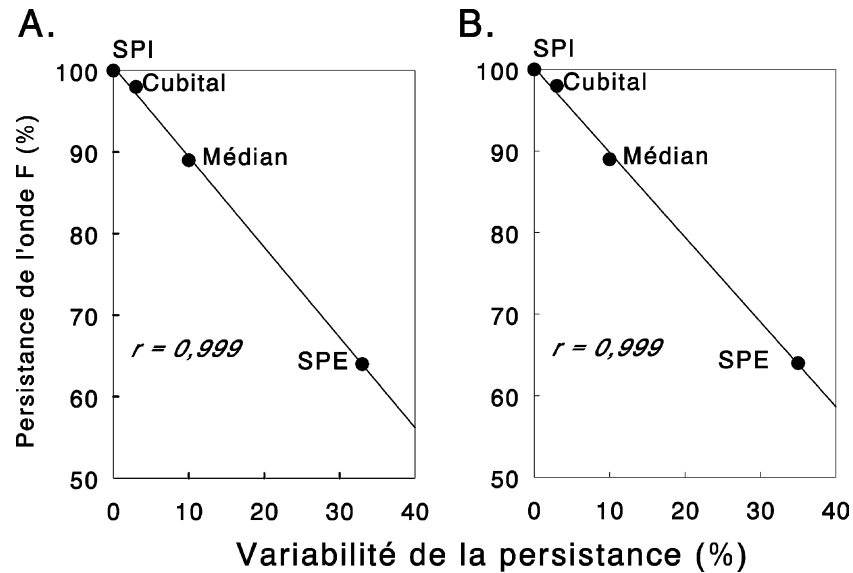 A.
SPI
100
Cubital
90
Médian
80
70
r = 0,999
SPE
60
50
0 10 20 30 40
Persistance de l'onde F (%)
B.
SPI
100
Cubital
90
Médian
80
70
r = 0,999
SPE
60
50
0 10 20 30 40
Variabilité de la persistance (%)